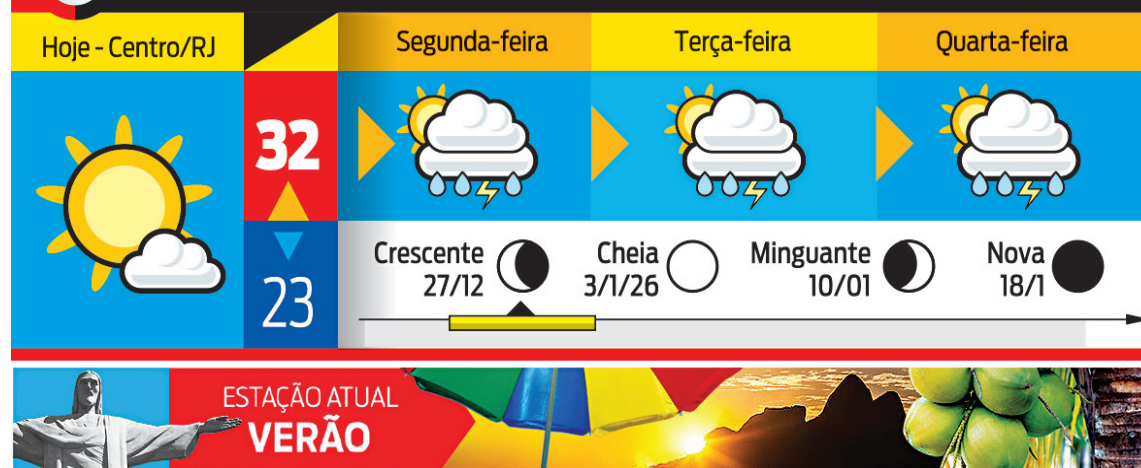 Hoje - Centro/RJ
Segunda-feira
Terça-feira
Quarta-feira
32
23
Crescente
27/12
Cheia
3/1/26
Minguante
10/01
Nova
18/1
ESTAÇÃO ATUAL
VERÃO